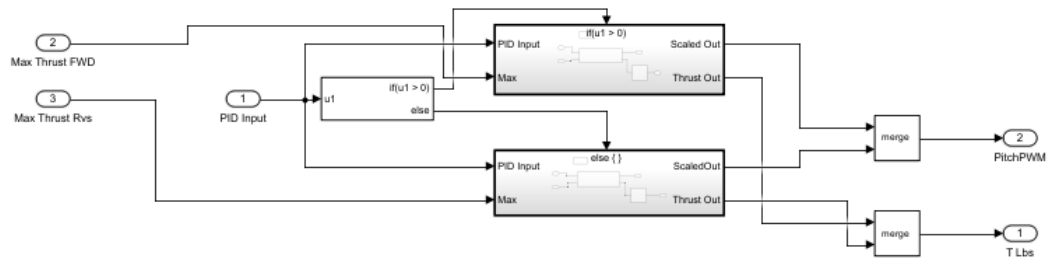 2
Max Thrust FWD
3
Max Thrust Rvs
1
PID Input
u1
if(u1 > 0)
else
if(u1 > 0)
PID Input
Max
Scaled Out
Thrust Out
else { }
PID Input
Max
ScaledOut
Thrust Out
merge
2
PitchPWM
merge
1
T Lbs